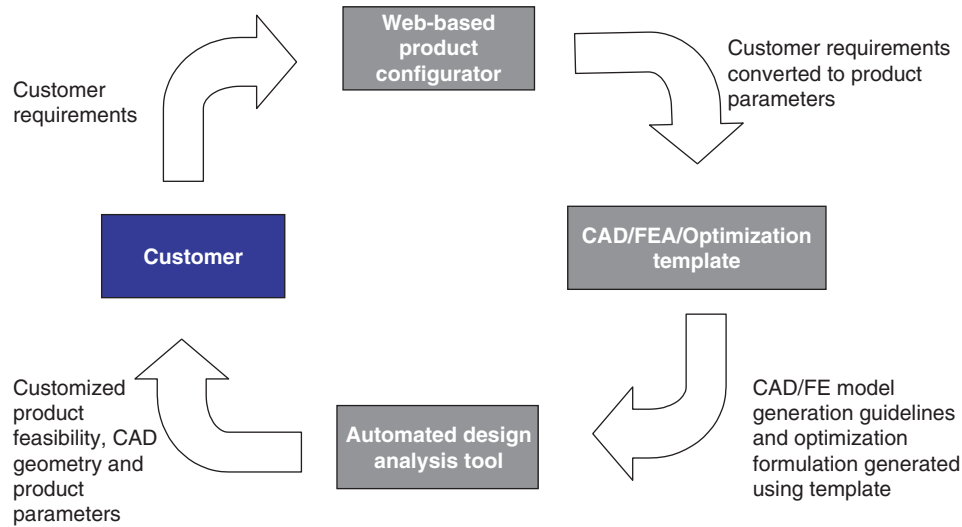 Web-based
product
configurator
Customer requirements
converted to product
parameters
Customer
requirements
CAD/FEA/Optimization
template
Customer
CAD/FE model
generation guidelines
and optimization
formulation generated
using template
Automated design
analysis tool
Customized
product
feasibility, CAD
geometry and
product
parameters